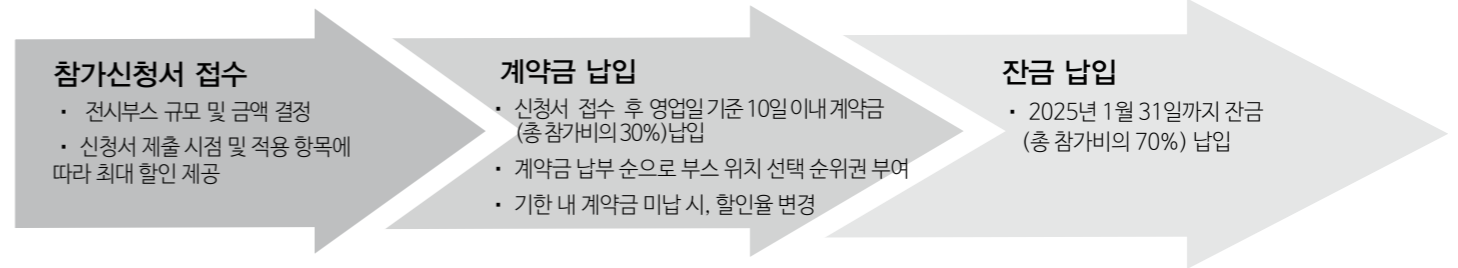 참가신청서 접수
· 전시부스 규모 및 금액 결정
· 신청서 제출 시점 및 적용 항목에
따라 최대 할인 제공
계약금 납입
· 신청서 접수 후 영업일 기준 10일 이내 계약금
(총 참가비의 30%)납입
· 계약금 납부 순으로 부스 위치 선택 순위권 부여
· 기한 내 계약금 미납 시, 할인율 변경
잔금 납입
· 2025년 1월 31일까지 잔금
(총 참가비의 70%) 납입